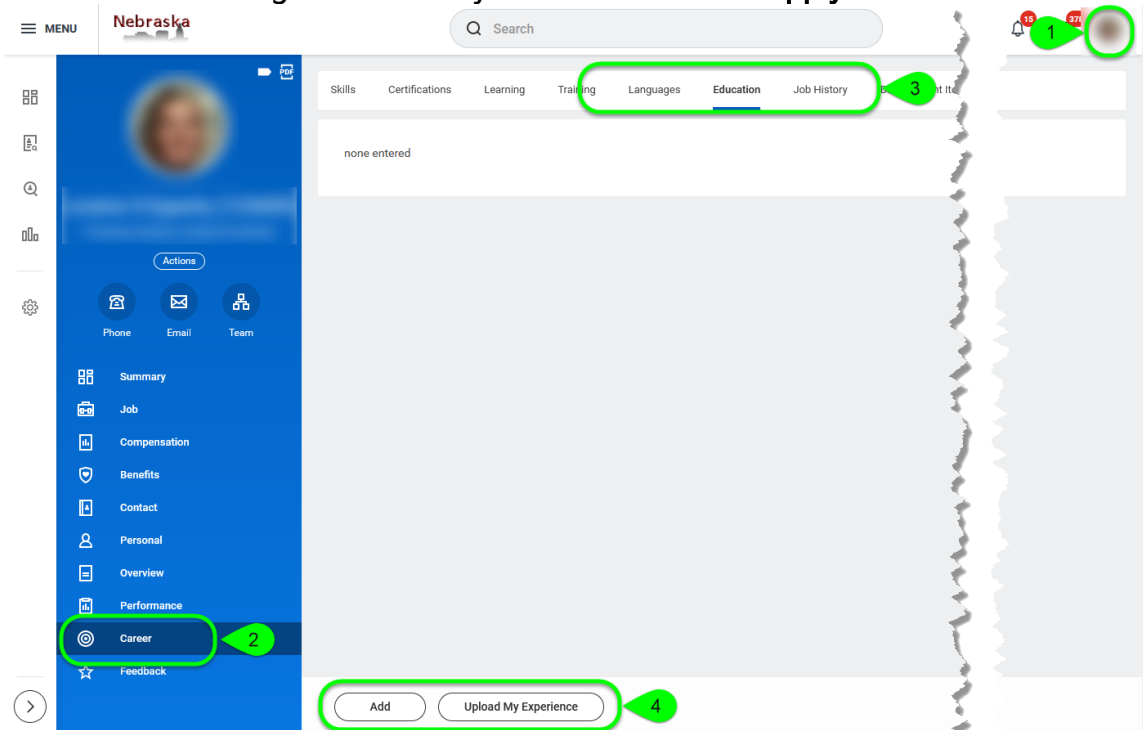 MENU
Nebraska
Search
15
1
PDF
Skills Certifications Learning Training Languages Education Job History
3
none entered
Actions
Phone Email Team
Summary
Job
Compensation
Benefits
Contact
Personal
Overview
Performance
Career
2
Feedback
Add Upload My Experience
4